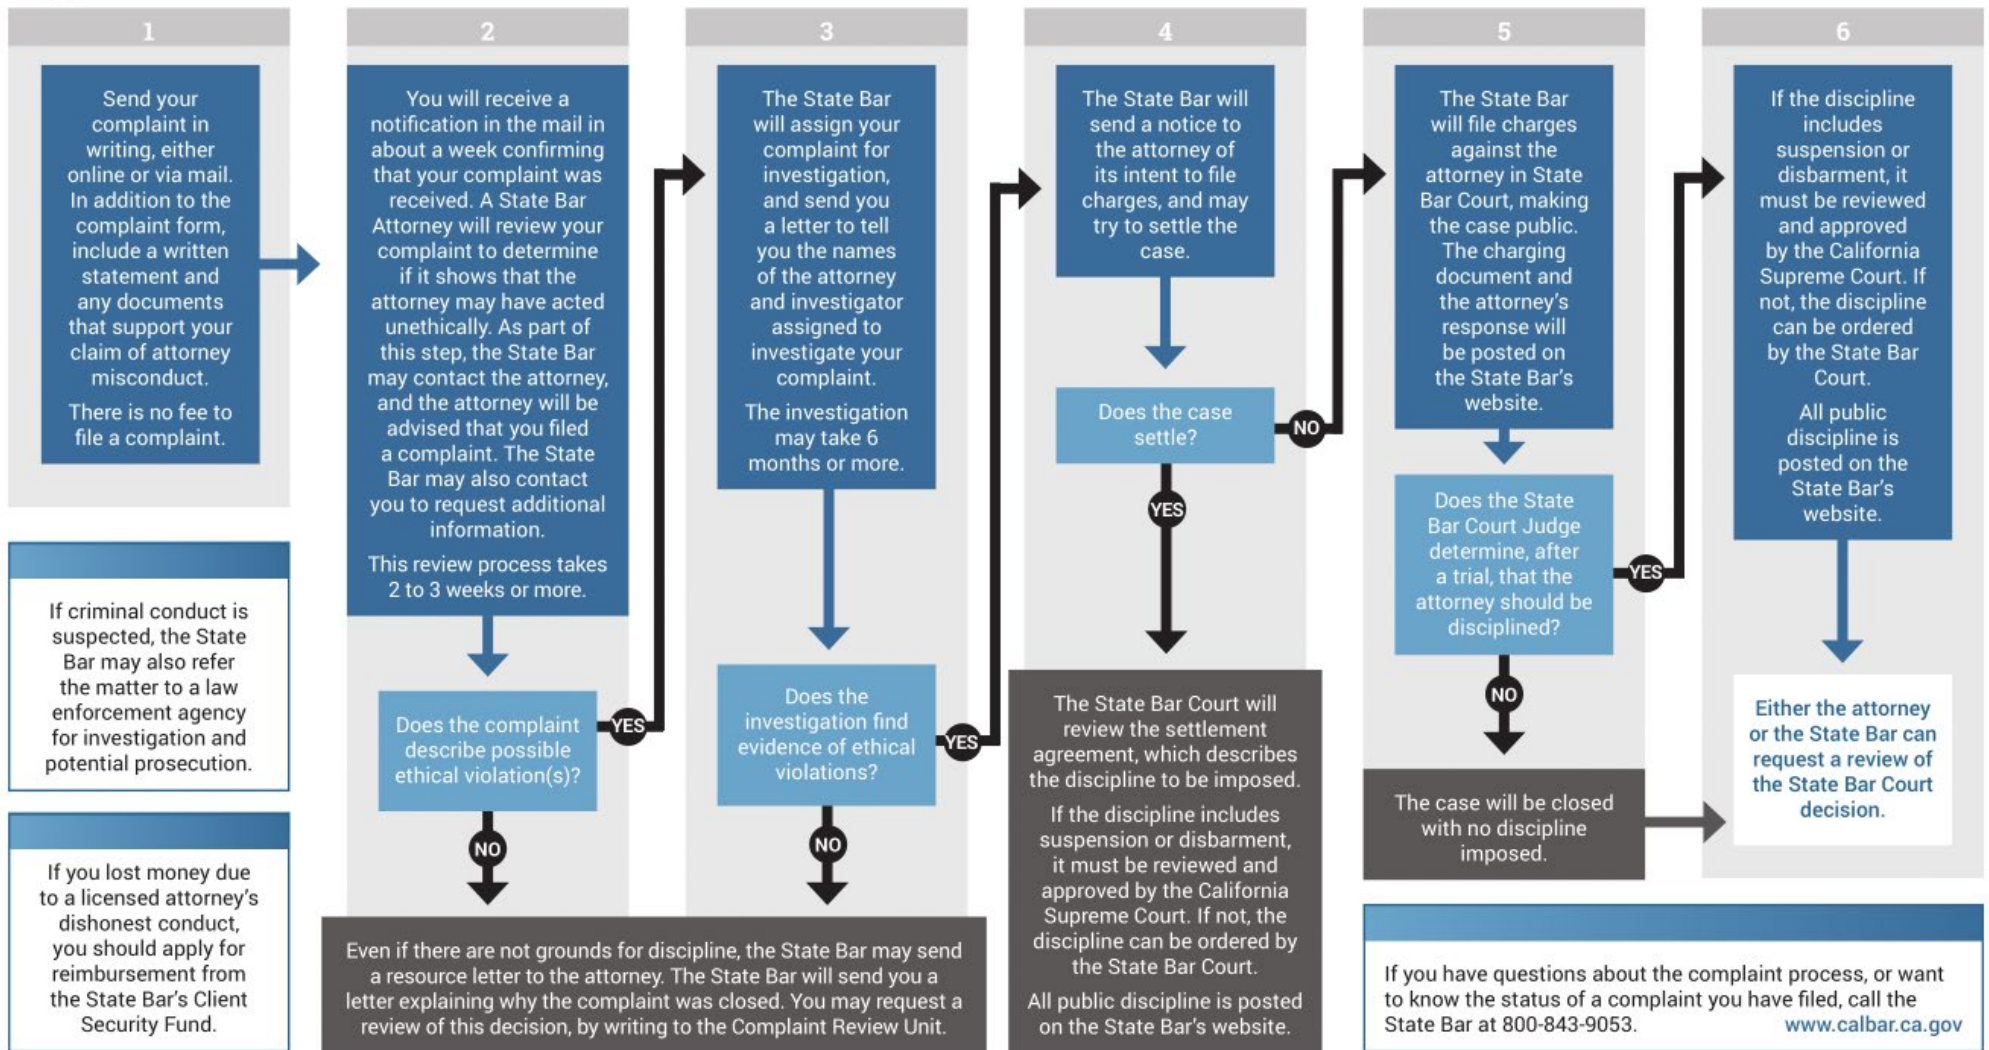 1
Send your
complaint in
writing, either
online or via mail.
In addition to the
complaint form,
include a written
statement and
any documents
that support your
claim of attorney
misconduct.
There is no fee to
file a complaint.
If criminal conduct is
suspected, the State
Bar may also refer
the matter to a law
enforcement agency
for investigation and
potential prosecution.
If you lost money due
to a licensed attorney's
dishonest conduct,
you should apply for
reimbursement from
the State Bar's Client
Security Fund.
2
You will receive a
notification in the mail in
about a week confirming
that your complaint was
received. A State Bar
Attorney will review your
complaint to determine
if it shows that the
attorney may have acted
unethically. As part of
this step, the State Bar
may contact the attorney,
and the attorney will be
advised that you filed
a complaint. The State
Bar may also contact
you to request additional
information.
This review process takes
2 to 3 weeks or more.
Does the complaint
describe possible
ethical violation(s)?
YES
NO
3
The State Bar
will assign your
complaint for
investigation,
and send you
a letter to tell
you the names
of the attorney
and investigator
assigned to
investigate your
complaint.
The investigation
may take 6
months or more.
Does the
investigation find
evidence of ethical
violations?
YES
NO
Even if there are not grounds for discipline, the State Bar may send
a resource letter to the attorney. The State Bar will send you a
letter explaining why the complaint was closed. You may request a
review of this decision, by writing to the Complaint Review Unit.
4
The State Bar will
send a notice to
the attorney of
its intent to file
charges, and may
try to settle the
case.
Does the case
settle?
NO
YES
The State Bar Court will
review the settlement
agreement, which describes
the discipline to be imposed.
If the discipline includes
suspension or disbarment,
it must be reviewed and
approved by the California
Supreme Court. If not, the
discipline can be ordered by
the State Bar Court.
All public discipline is posted
on the State Bar's website.
5
The State Bar
will file charges
against the
attorney in State
Bar Court, making
the case public.
The charging
document and
the attorney's
response will
be posted on
the State Bar's
website.
Does the State
Bar Court Judge
determine, after
a trial, that the
attorney should be
disciplined?
YES
NO
The case will be closed
with no discipline
imposed.
6
If the discipline
includes
suspension or
disbarment, it
must be reviewed
and approved
by the California
Supreme Court. If
not, the discipline
can be ordered
by the State Bar
Court.
All public
discipline is
posted on the
State Bar's
website.
Either the attorney
or the State Bar can
request a review of
the State Bar Court
decision.
If you have questions about the complaint process, or want
to know the status of a complaint you have filed, call the
State Bar at 800-843-9053. www.calbar.ca.gov